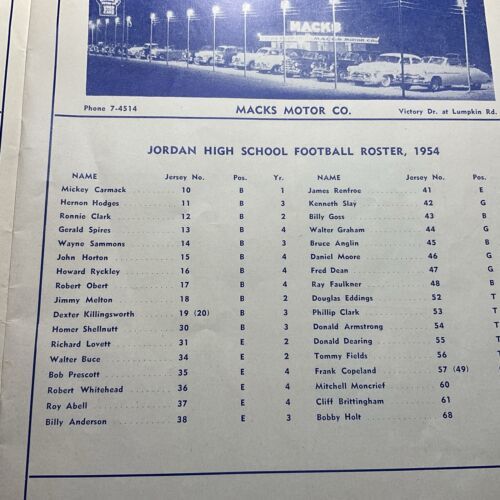 MACKS
MACKS MOTOR CO.
Phone 7-4514 MACKS MOTOR CO. Victory Dr. at Lumpkin Rd.
JORDAN HIGH SCHOOL FOOTBALL ROSTER, 1954
NAME Jersey No. Pos. Yr. NAME Jersey No. Pos.
Mickey Carmack 10 B 1 James Renfroe 41 E
Hernon Hodges 11 B 3 Kenneth Slay 42 G
Ronnie Clark 12 B 2 Billy Goss 43 B
Gerald Spires 13 B 4 Walter Graham 44 G
Wayne Sammons 14 B 3 Bruce Anglin 45 B
John Horton 15 B 4 Daniel Moore 46 G
Howard Ryckley 16 B 4 Fred Dean 47 G
Robert Obert 17 B 4 Ray Faulkner 48 B
Jimmy Melton 18 B 2 Douglas Eddings 52 T
Dexter Killingsworth 19 (20) B 3 Phillip Clark 53 T
Homer Shellnutt 30 B 3 Donald Armstrong 54 T
Richard Lovett 31 E 2 Donald Dearing 55 T
Walter Buce 34 E 2 Tommy Fields 56
Bob Prescott 35 E 4 Frank Copeland 57 (49)
Robert Whitehead 36 E 4 Mitchell Moncrief 60
Roy Abell 37 E 4 Cliff Brittingham 61
Billy Anderson 38 E 3 Bobby Holt 68